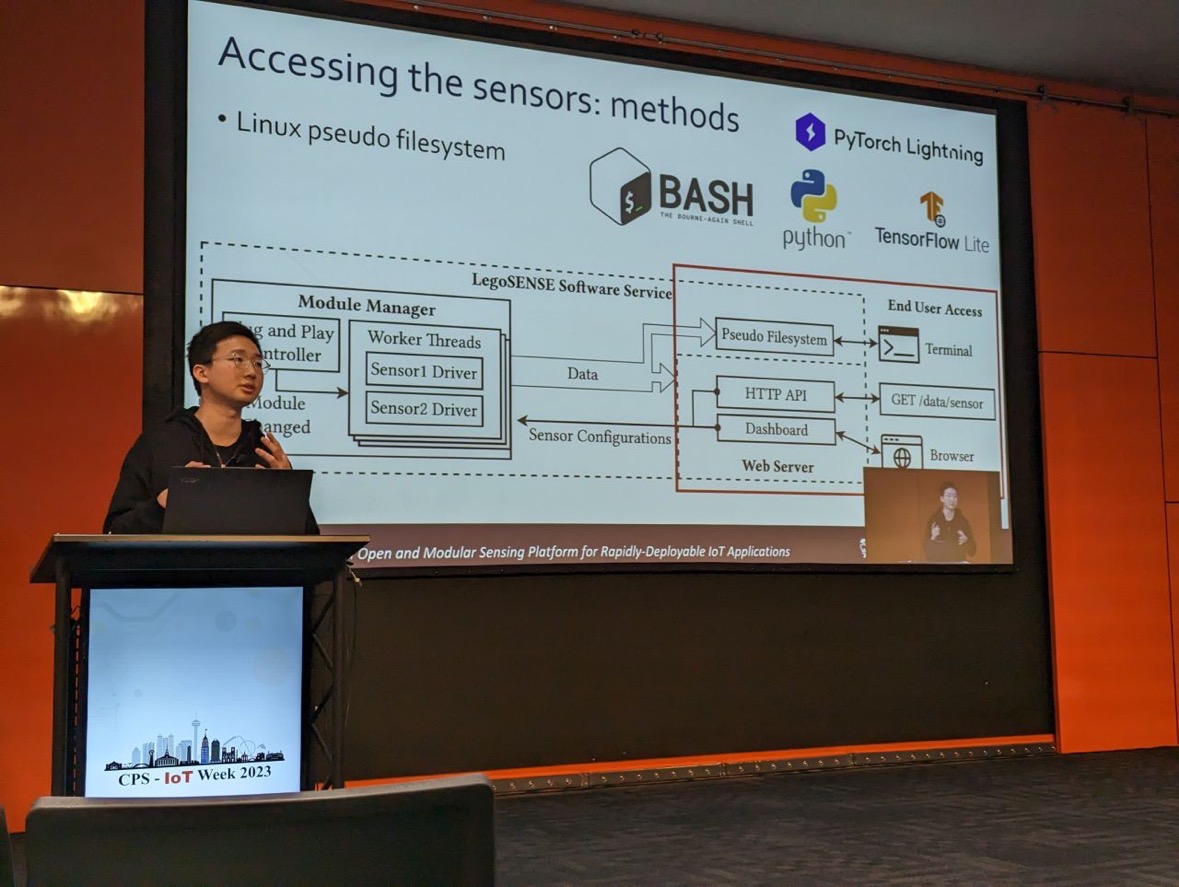 Accessing the sensors: methods
• Linux pseudo filesystem
PyTorch Lightning
BASH
THE BOURNE-AGAIN SHELL
python
TensorFlow Lite
LegoSENSE Software Service
Module Manager
and Play
Worker Threads
Sensor1 Driver
Sensor2 Driver
Data
Sensor Configurations
Pseudo Filesystem
HTTP API
Dashboard
Web Server
End User Access
Terminal
GET /data/sensor
Browser
Open and Modular Sensing Platform for Rapidly-Deployable IoT Applications
CPS - IoT Week 2023